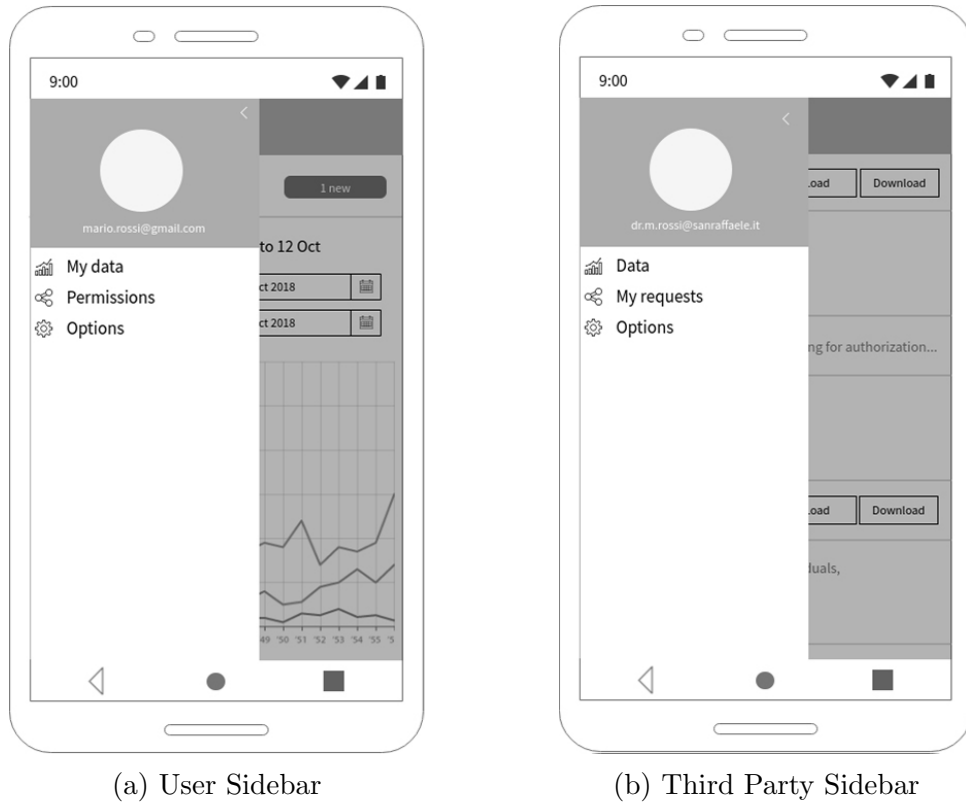 9:00
mario.rossi@gmail.com
1 new
My data
Permissions
Options
to 12 Oct
ct 2018
ct 2018
49 '50 '51 '52 '53 '54 '55 '5
(a) User Sidebar
9:00
dr.m.rossi@sanraffaele.it
Data
My requests
Options
oad
Download
ng for authorization...
oad
Download
duals,
(b) Third Party Sidebar